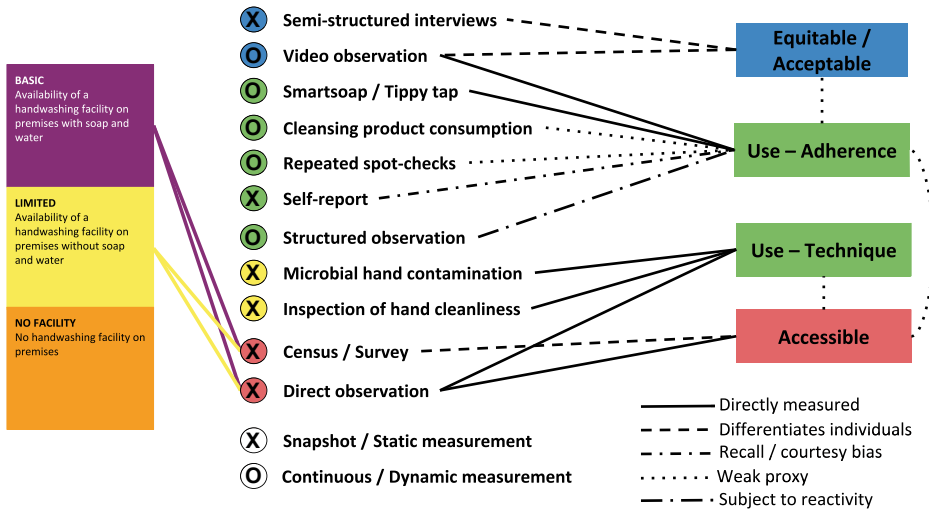 BASIC
Availability of a
handwashing facility on
premises with soap and
water
LIMITED
Availability of a
handwashing facility on
premises without soap
and water
NO FACILITY
No handwashing facility on
premises
X Semi-structured interviews
O Video observation
O Smartsoap / Tippy tap
O Cleansing product consumption
O Repeated spot-checks
X Self-report
O Structured observation
X Microbial hand contamination
X Inspection of hand cleanliness
X Census / Survey
X Direct observation
X Snapshot / Static measurement
O Continuous / Dynamic measurement
Equitable /
Acceptable
Use – Adherence
Use – Technique
Accessible
Directly measured
Differentiates individuals
Recall / courtesy bias
Weak proxy
Subject to reactivity